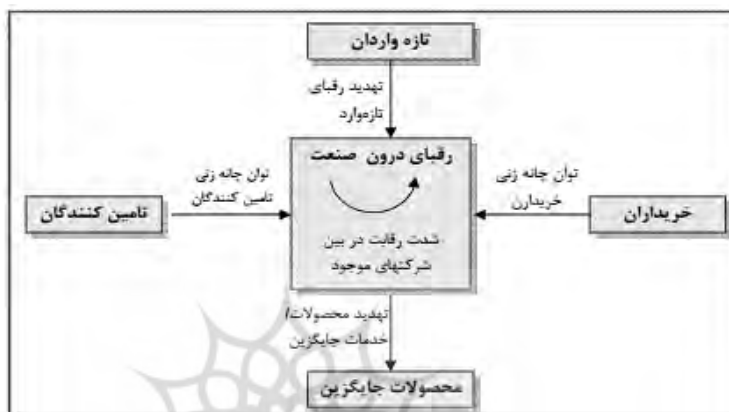 تازه واردان
تهدید رقبای
تازه‌وارد
رقبای درون صنعت
شدت رقابت در بین
شرکتهای موجود
توان چانه زنی
خریدارن
خریداران
توان چانه زنی
تامین کنندگان
تامین کنندگان
تهدید محصولات/
خدمات جایگزین
محصولات جایگزین